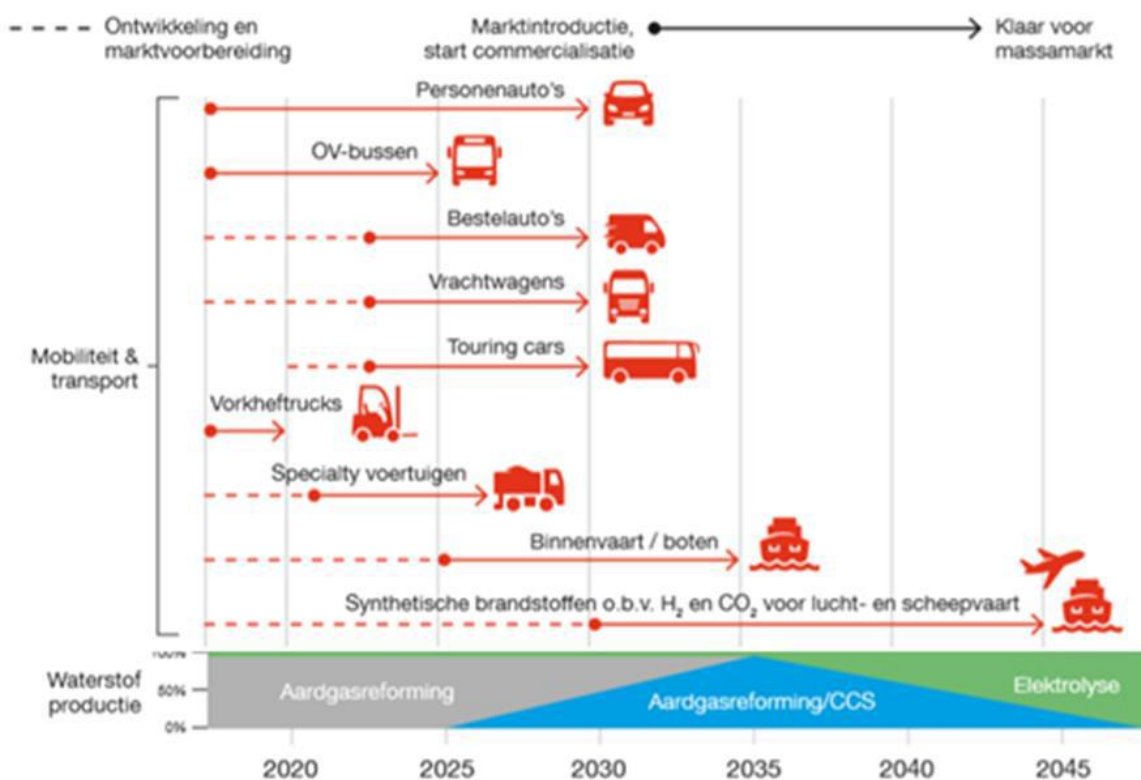 Ontwikkeling en
marktvoorbereiding
Marktintroductie,
start commercialisatie
Klaar voor
massamarkt
Personenauto's
OV-bussen
Bestelauto's
Vrachtwagens
Touring cars
Mobiliteit &
transport
Vorkheftrucks
Specialty voertuigen
Binnenvaart / boten
Synthetische brandstoffen o.b.v. H₂ en CO₂ voor lucht- en scheepvaart
Waterstof
productie
100%
50%
0%
Aardgasreforming
Aardgasreforming/CCS
Elektrolyse
2020 2025 2030 2035 2040 2045